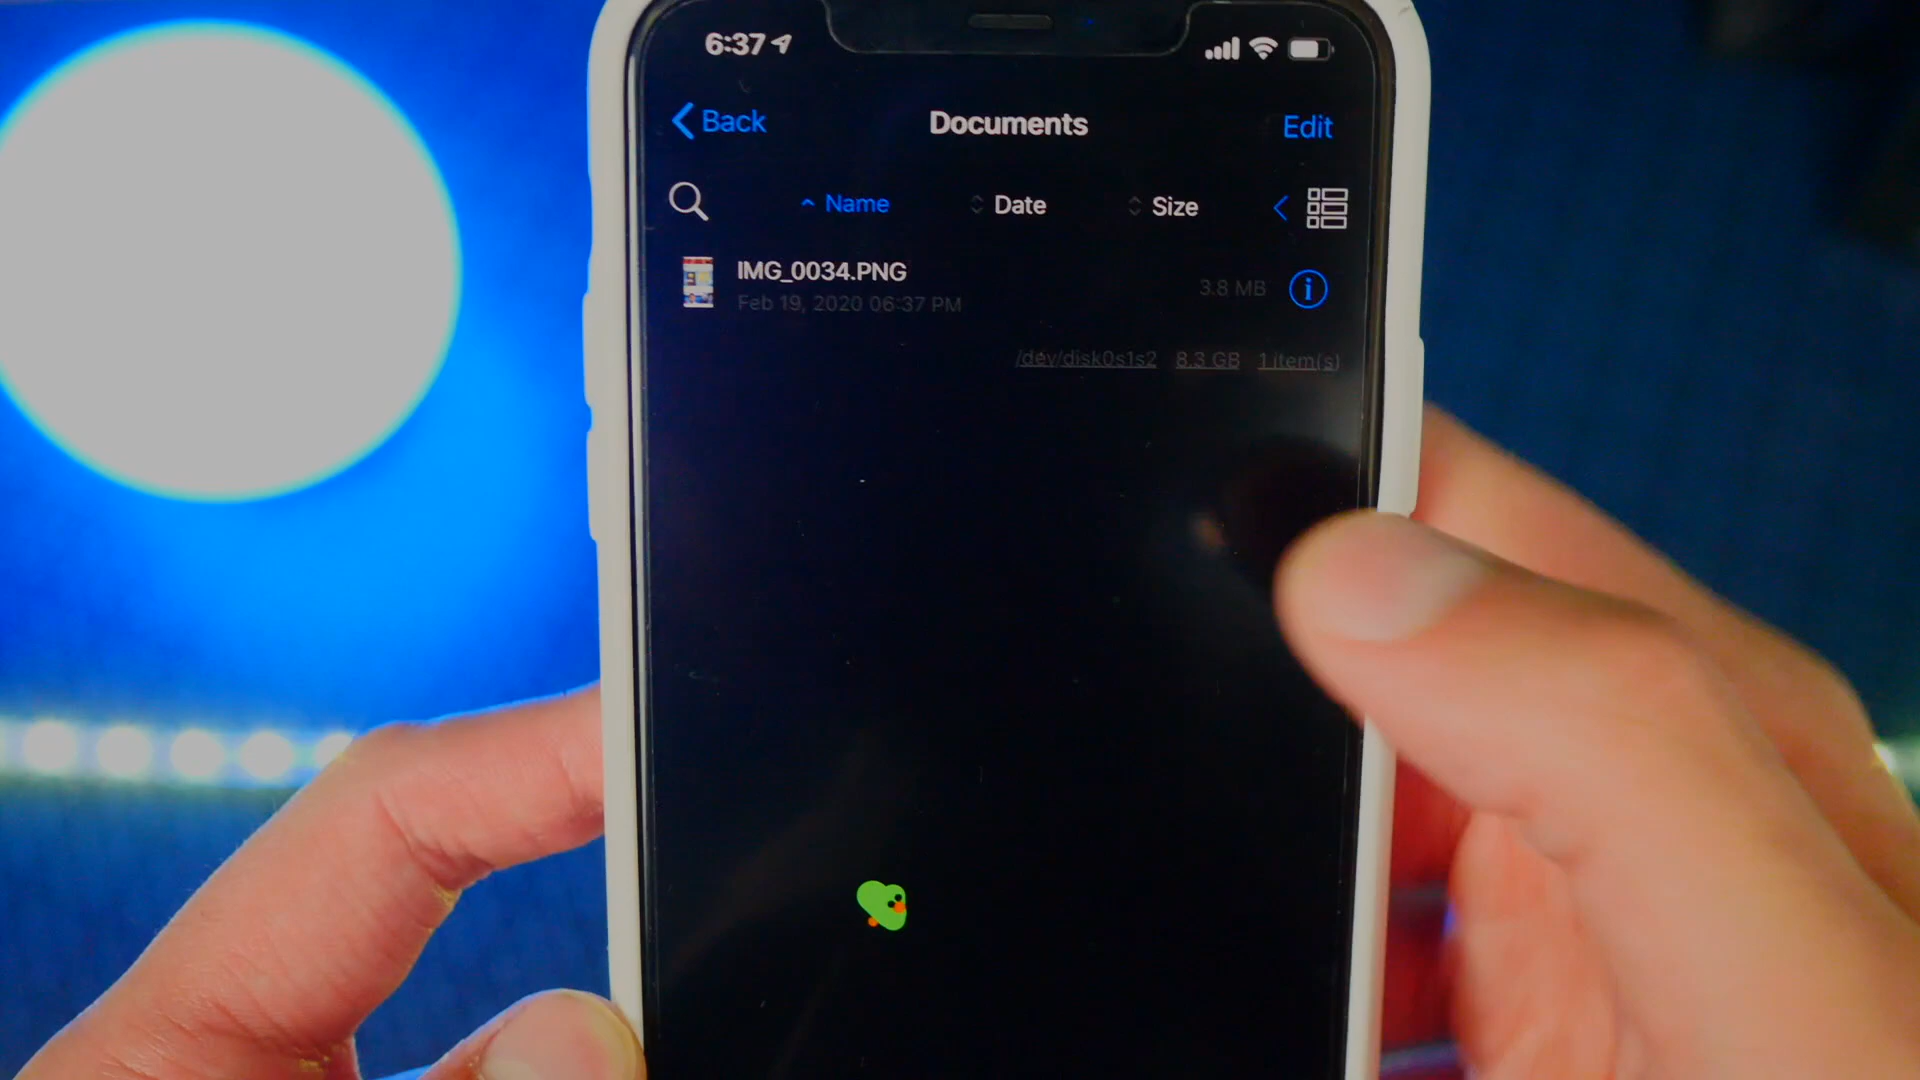 6:37
Back
Documents
Edit
Name
Date
Size
IMG_0034.PNG
Feb 19, 2020 06:37 PM
3.8 MB
/dev/disk0s1s2 8.3 GB 1 item(s)